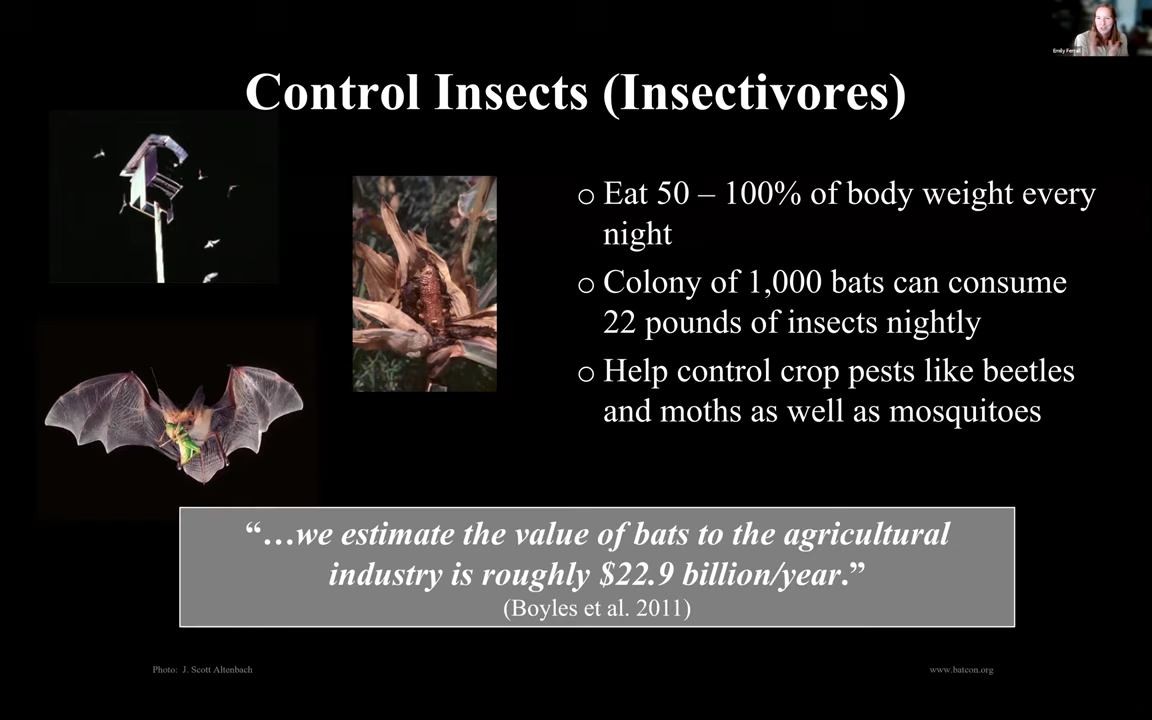 Emily Ferrall
Control Insects (Insectivores)
o Eat 50 – 100% of body weight every
night
o Colony of 1,000 bats can consume
22 pounds of insects nightly
o Help control crop pests like beetles
and moths as well as mosquitoes
“…we estimate the value of bats to the agricultural
industry is roughly $22.9 billion/year.”
(Boyles et al. 2011)
Photo: J. Scott Altenbach
www.batcon.org